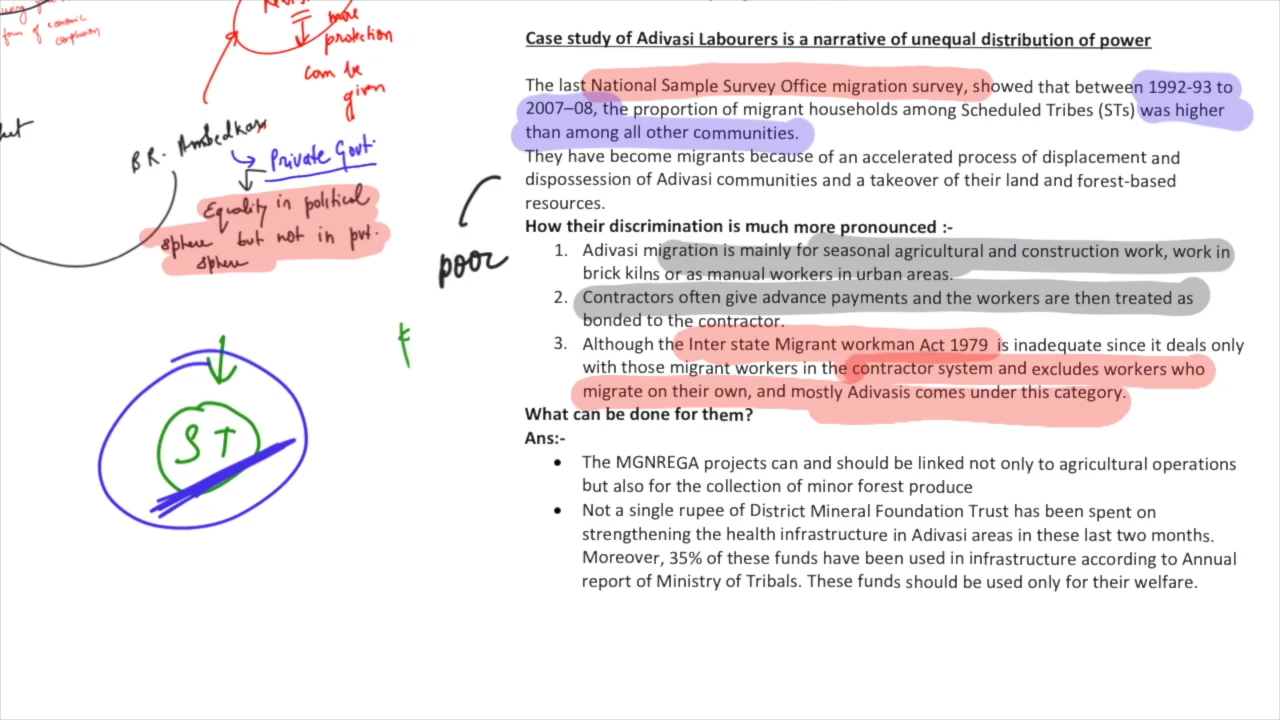 form of economic
more
protection
can be
given
B.R. Ambedkar
Private Govt.
Equality in political
sphere but not in pvt.
sphere
poor
ST
Case study of Adivasi Labourers is a narrative of unequal distribution of power
The last National Sample Survey Office migration survey, showed that between 1992-93 to
2007–08, the proportion of migrant households among Scheduled Tribes (STs) was higher
than among all other communities.
They have become migrants because of an accelerated process of displacement and
dispossession of Adivasi communities and a takeover of their land and forest-based
resources.
How their discrimination is much more pronounced :-
1. Adivasi migration is mainly for seasonal agricultural and construction work, work in
brick kilns or as manual workers in urban areas.
2. Contractors often give advance payments and the workers are then treated as
bonded to the contractor.
3. Although the Inter state Migrant workman Act 1979 is inadequate since it deals only
with those migrant workers in the contractor system and excludes workers who
migrate on their own, and mostly Adivasis comes under this category.
What can be done for them?
Ans:-
• The MGNREGA projects can and should be linked not only to agricultural operations
but also for the collection of minor forest produce
• Not a single rupee of District Mineral Foundation Trust has been spent on
strengthening the health infrastructure in Adivasi areas in these last two months.
Moreover, 35% of these funds have been used in infrastructure according to Annual
report of Ministry of Tribals. These funds should be used only for their welfare.